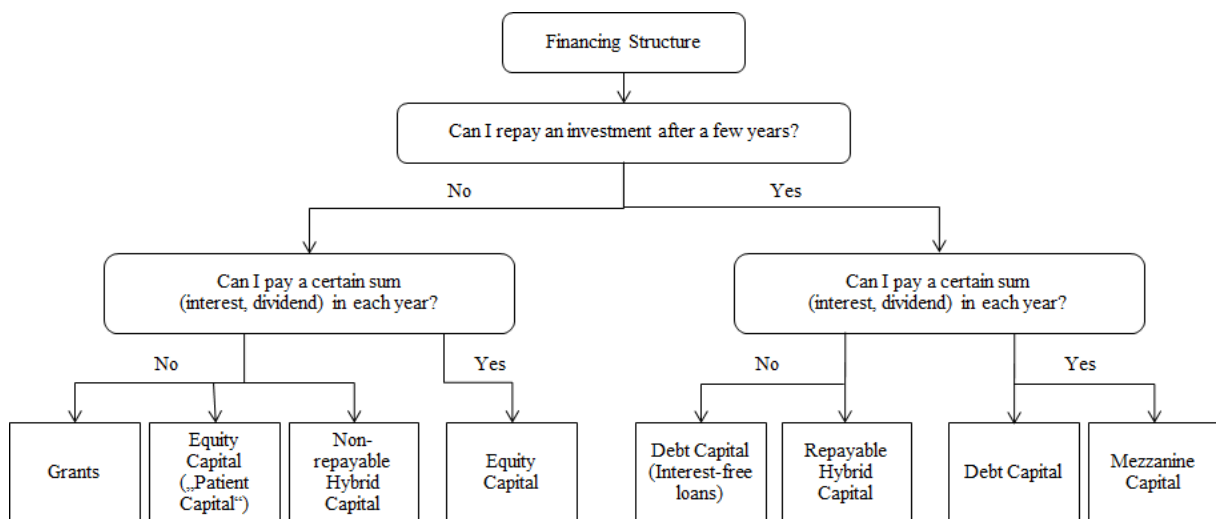 Financing Structure
Can I repay an investment after a few years?
No
Yes
Can I pay a certain sum
(interest, dividend) in each year?
Can I pay a certain sum
(interest, dividend) in each year?
No
Yes
No
Yes
Grants
Equity
Capital
(„Patient
Capital“)
Non-
repayable
Hybrid
Capital
Equity
Capital
Debt Capital
(Interest-free
loans)
Repayable
Hybrid
Capital
Debt Capital
Mezzanine
Capital